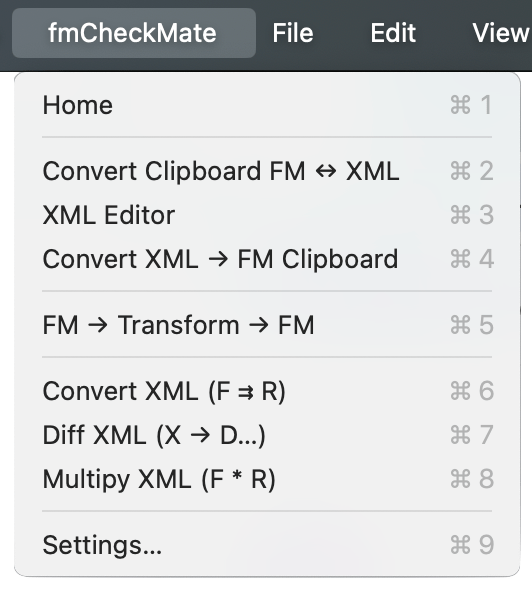 fmCheckMate File Edit View
Home ⌘ 1
Convert Clipboard FM ↔ XML ⌘ 2
XML Editor ⌘ 3
Convert XML → FM Clipboard ⌘ 4
FM → Transform → FM ⌘ 5
Convert XML (F ⇉ R) ⌘ 6
Diff XML (X → D...) ⌘ 7
Multipy XML (F * R) ⌘ 8
Settings... ⌘ 9